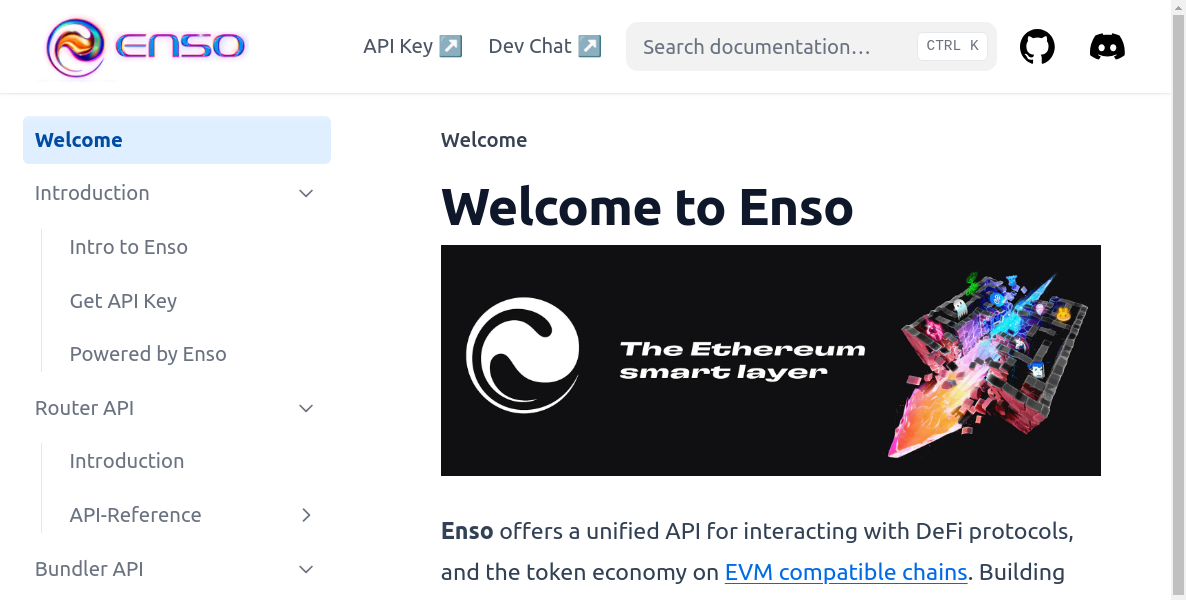 ENSO
API Key ↗
Dev Chat ↗
Search documentation…
CTRL K
Welcome
Introduction
Intro to Enso
Get API Key
Powered by Enso
Router API
Introduction
API-Reference
Bundler API
Welcome
Welcome to Enso
The Ethereum
smart layer
Enso offers a unified API for interacting with DeFi protocols,
and the token economy on EVM compatible chains. Building